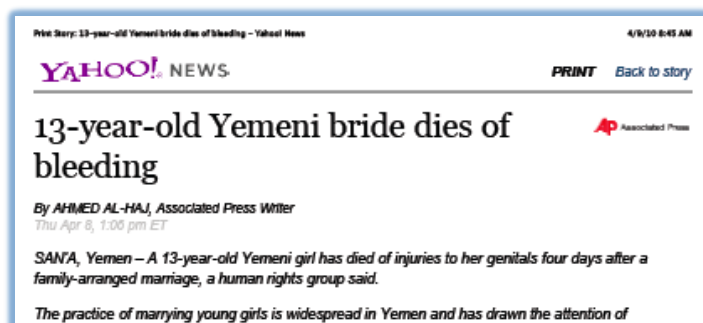 Print Story: 13-year-old Yemeni bride dies of bleeding – Yahoo! News 4/9/10 8:45 AM
YAHOO! NEWS PRINT Back to story
13-year-old Yemeni bride dies of
bleeding
AP Associated Press
By AHMED AL-HAJ, Associated Press Writer
Thu Apr 8, 1:06 pm ET
SAN'A, Yemen – A 13-year-old Yemeni girl has died of injuries to her genitals four days after a
family-arranged marriage, a human rights group said.
The practice of marrying young girls is widespread in Yemen and has drawn the attention of